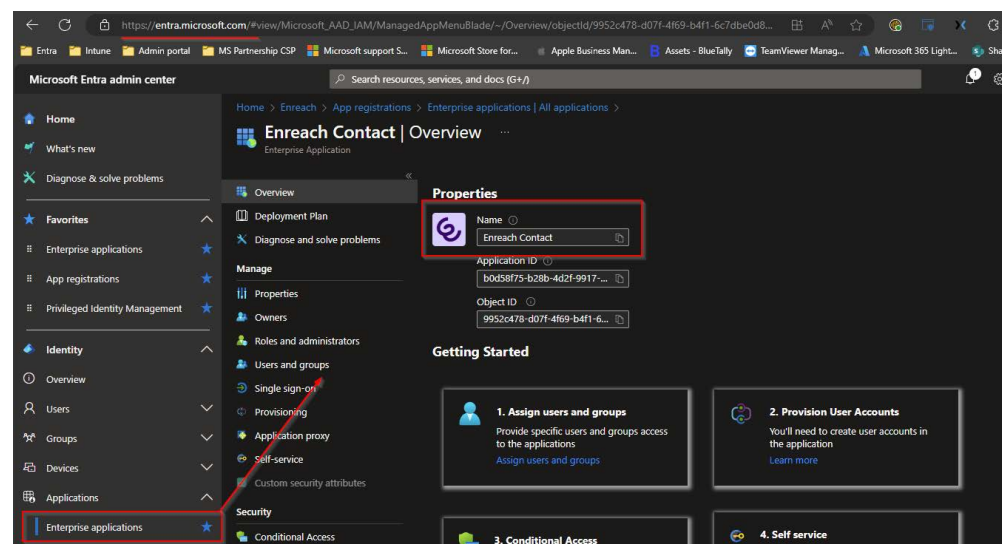 https://entra.microsoft.com/#view/Microsoft_AAD_IAM/ManagedAppMenuBlade/~/Overview/objectId/9952c478-d07f-4f69-b4f1-6c7dbe0d8...
Entra
Intune
Admin portal
MS Partnership CSP
Microsoft support S...
Microsoft Store for...
Apple Business Man...
Assets - BlueTally
TeamViewer Manag...
Microsoft 365 Light...
Sha
Microsoft Entra admin center
Search resources, services, and docs (G+/)
1
Home > Enreach > App registrations > Enterprise applications | All applications >
Enreach Contact | Overview ...
Enterprise Application
Home
What's new
Diagnose & solve problems
Favorites
Enterprise applications
App registrations
Privileged Identity Management
Identity
Overview
Users
Groups
Devices
Applications
Enterprise applications
Overview
Deployment Plan
Diagnose and solve problems
Manage
Properties
Owners
Roles and administrators
Users and groups
Single sign-on
Provisioning
Application proxy
Self-service
Custom security attributes
Security
Conditional Access
Properties
Name
Enreach Contact
Application ID
b0d58f75-b28b-4d2f-9917-...
Object ID
9952c478-d07f-4f69-b4f1-6...
Getting Started
1. Assign users and groups
Provide specific users and groups access
to the applications
Assign users and groups
2. Provision User Accounts
You'll need to create user accounts in
the application
Learn more
3. Conditional Access
4. Self service